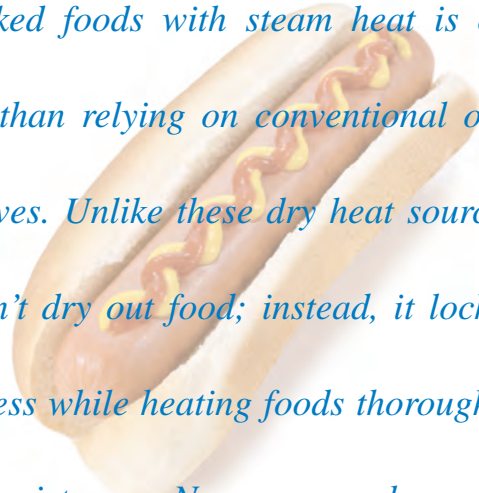 ked foods with steam heat is
than relying on conventional o
ves. Unlike these dry heat sourc
n't dry out food; instead, it lock
ess while heating foods thorough